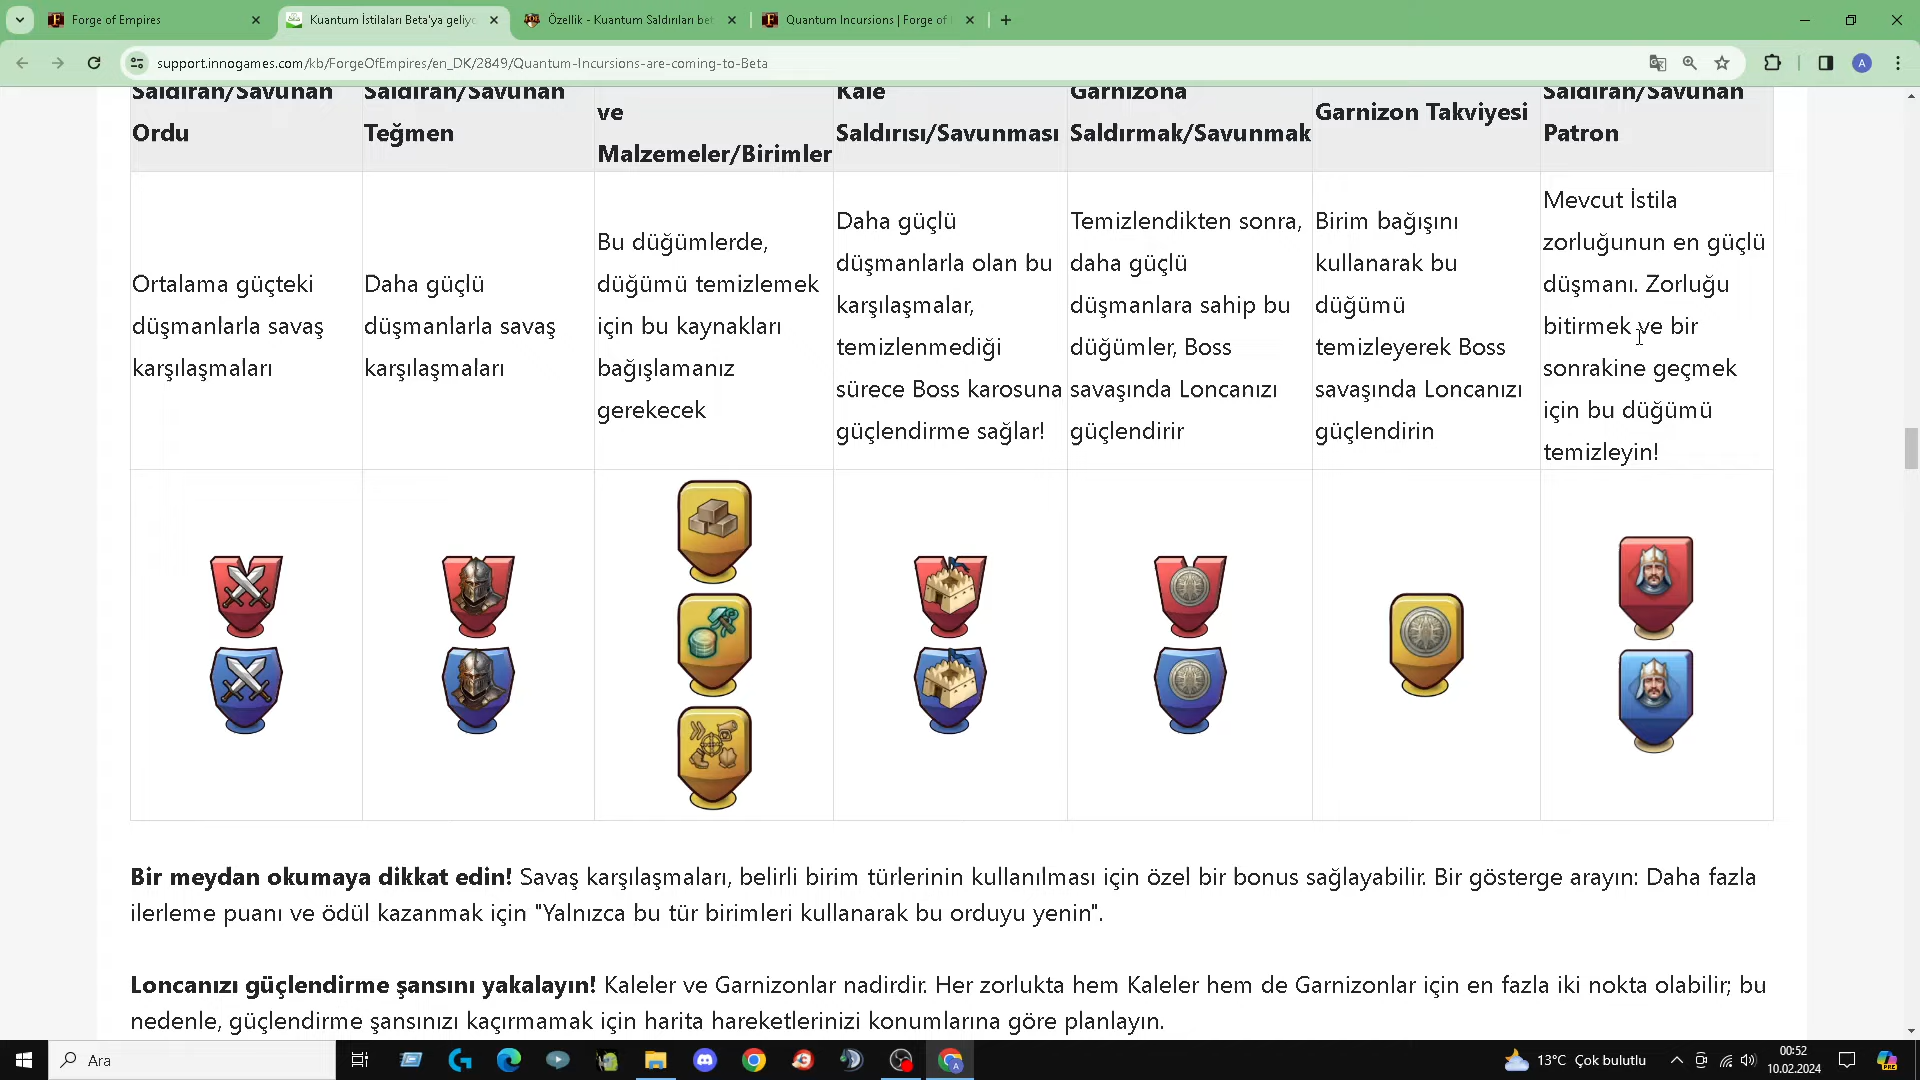 Forge of Empires
Kuantum İstilaları Beta'ya geliyo
Özellik - Kuantum Saldırıları bet
Quantum Incursions | Forge of
support.innogames.com/kb/ForgeOfEmpires/en_DK/2849/Quantum-Incursions-are-coming-to-Beta
A
Saldıran/Savunan
Ordu
Saldıran/Savunan
Teğmen
ve
Malzemeler/Birimler
Kale
Saldırısı/Savunması
Garnizona
Saldırmak/Savunmak
Garnizon Takviyesi
Saldıran/Savunan
Patron
Ortalama güçteki
düşmanlarla savaş
karşılaşmaları
Daha güçlü
düşmanlarla savaş
karşılaşmaları
Bu düğümlerde,
düğümü temizlemek
için bu kaynakları
bağışlamanız
gerekecek
Daha güçlü
düşmanlarla olan bu
karşılaşmalar,
temizlenmediği
sürece Boss karosuna
güçlendirme sağlar!
Temizlendikten sonra,
daha güçlü
düşmanlara sahip bu
düğümler, Boss
savaşında Loncanızı
güçlendirir
Birim bağışını
kullanarak bu
düğümü
temizleyerek Boss
savaşında Loncanızı
güçlendirin
Mevcut İstila
zorluğunun en güçlü
düşmanı. Zorluğu
bitirmek ve bir
sonrakine geçmek
için bu düğümü
temizleyin!
Bir meydan okumaya dikkat edin! Savaş karşılaşmaları, belirli birim türlerinin kullanılması için özel bir bonus sağlayabilir. Bir gösterge arayın: Daha fazla
ilerleme puanı ve ödül kazanmak için "Yalnızca bu tür birimleri kullanarak bu orduyu yenin".
Loncanızı güçlendirme şansını yakalayın! Kaleler ve Garnizonlar nadirdir. Her zorlukta hem Kaleler hem de Garnizonlar için en fazla iki nokta olabilir; bu
nedenle, güçlendirme şansınızı kaçırmamak için harita hareketlerinizi konumlarına göre planlayın.
Ara
13°C Çok bulutlu
00:52
10.02.2024